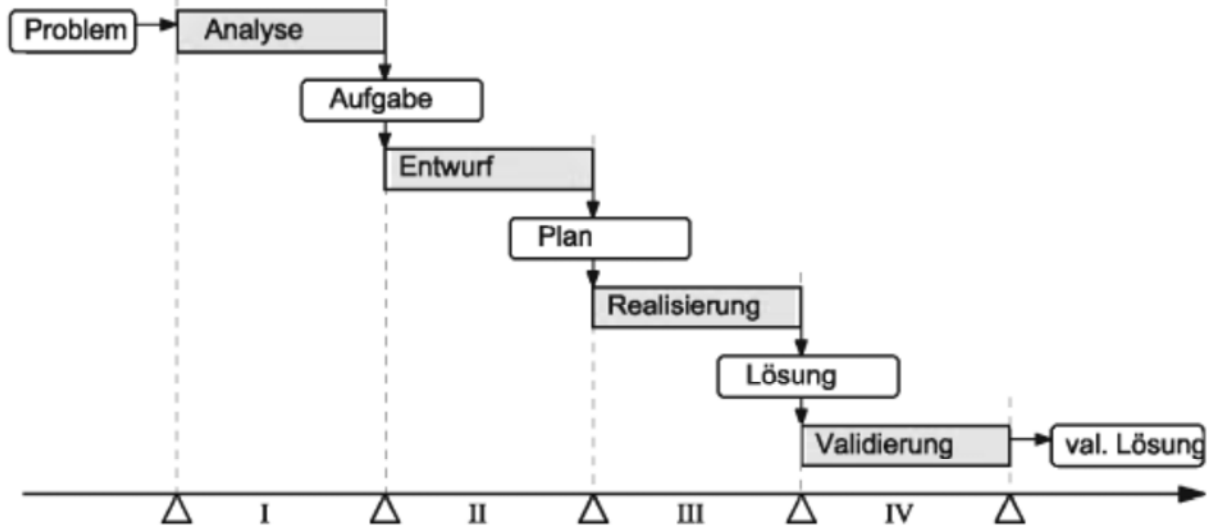 Problem
Analyse
Aufgabe
Entwurf
Plan
Realisierung
Lösung
Validierung
val. Lösung
I
II
III
IV